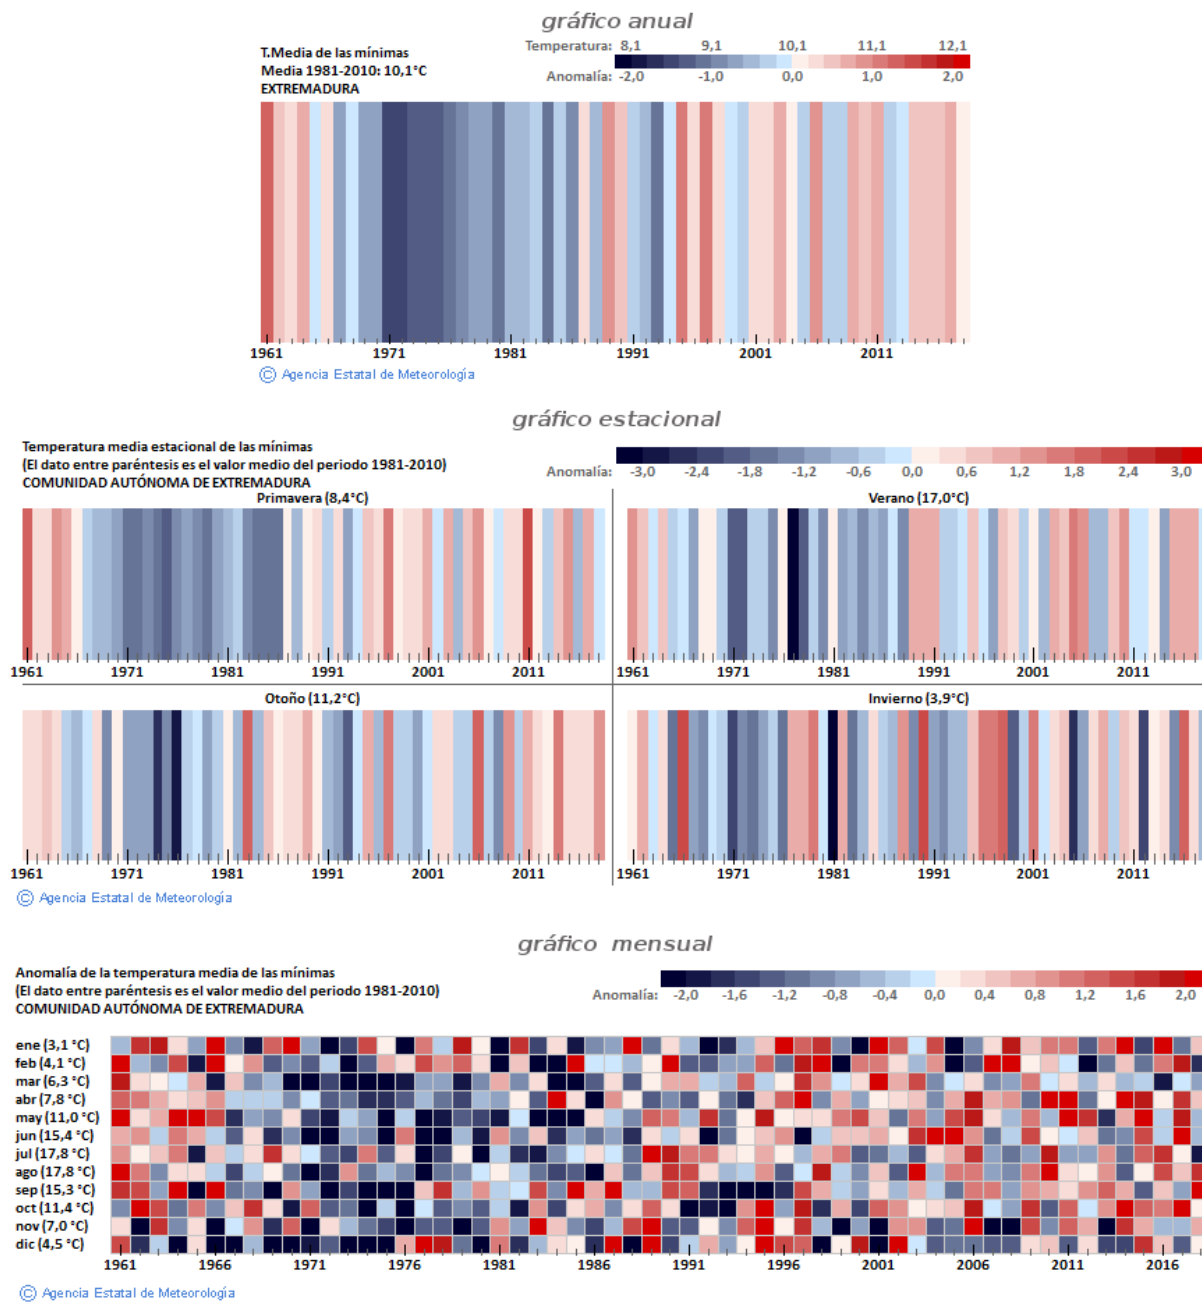 gráfico anual
T.Media de las mínimas
Media 1981-2010: 10,1°C
EXTREMADURA
Temperatura: 8,1 9,1 10,1 11,1 12,1
Anomalía: -2,0 -1,0 0,0 1,0 2,0
1961 1971 1981 1991 2001 2011
© Agencia Estatal de Meteorología
gráfico estacional
Temperatura media estacional de las mínimas
(El dato entre paréntesis es el valor medio del periodo 1981-2010)
COMUNIDAD AUTÓNOMA DE EXTREMADURA
Anomalía: -3,0 -2,4 -1,8 -1,2 -0,6 0,0 0,6 1,2 1,8 2,4 3,0
Primavera (8,4°C)
1961 1971 1981 1991 2001 2011
Verano (17,0°C)
1961 1971 1981 1991 2001 2011
Otoño (11,2°C)
1961 1971 1981 1991 2001 2011
Invierno (3,9°C)
1961 1971 1981 1991 2001 2011
© Agencia Estatal de Meteorología
gráfico mensual
Anomalía de la temperatura media de las mínimas
(El dato entre paréntesis es el valor medio del periodo 1981-2010)
COMUNIDAD AUTÓNOMA DE EXTREMADURA
Anomalía: -2,0 -1,6 -1,2 -0,8 -0,4 0,0 0,4 0,8 1,2 1,6 2,0
ene (3,1 °C)
feb (4,1 °C)
mar (6,3 °C)
abr (7,8 °C)
may (11,0 °C)
jun (15,4 °C)
jul (17,8 °C)
ago (17,8 °C)
sep (15,3 °C)
oct (11,4 °C)
nov (7,0 °C)
dic (4,5 °C)
1961 1966 1971 1976 1981 1986 1991 1996 2001 2006 2011 2016
© Agencia Estatal de Meteorología